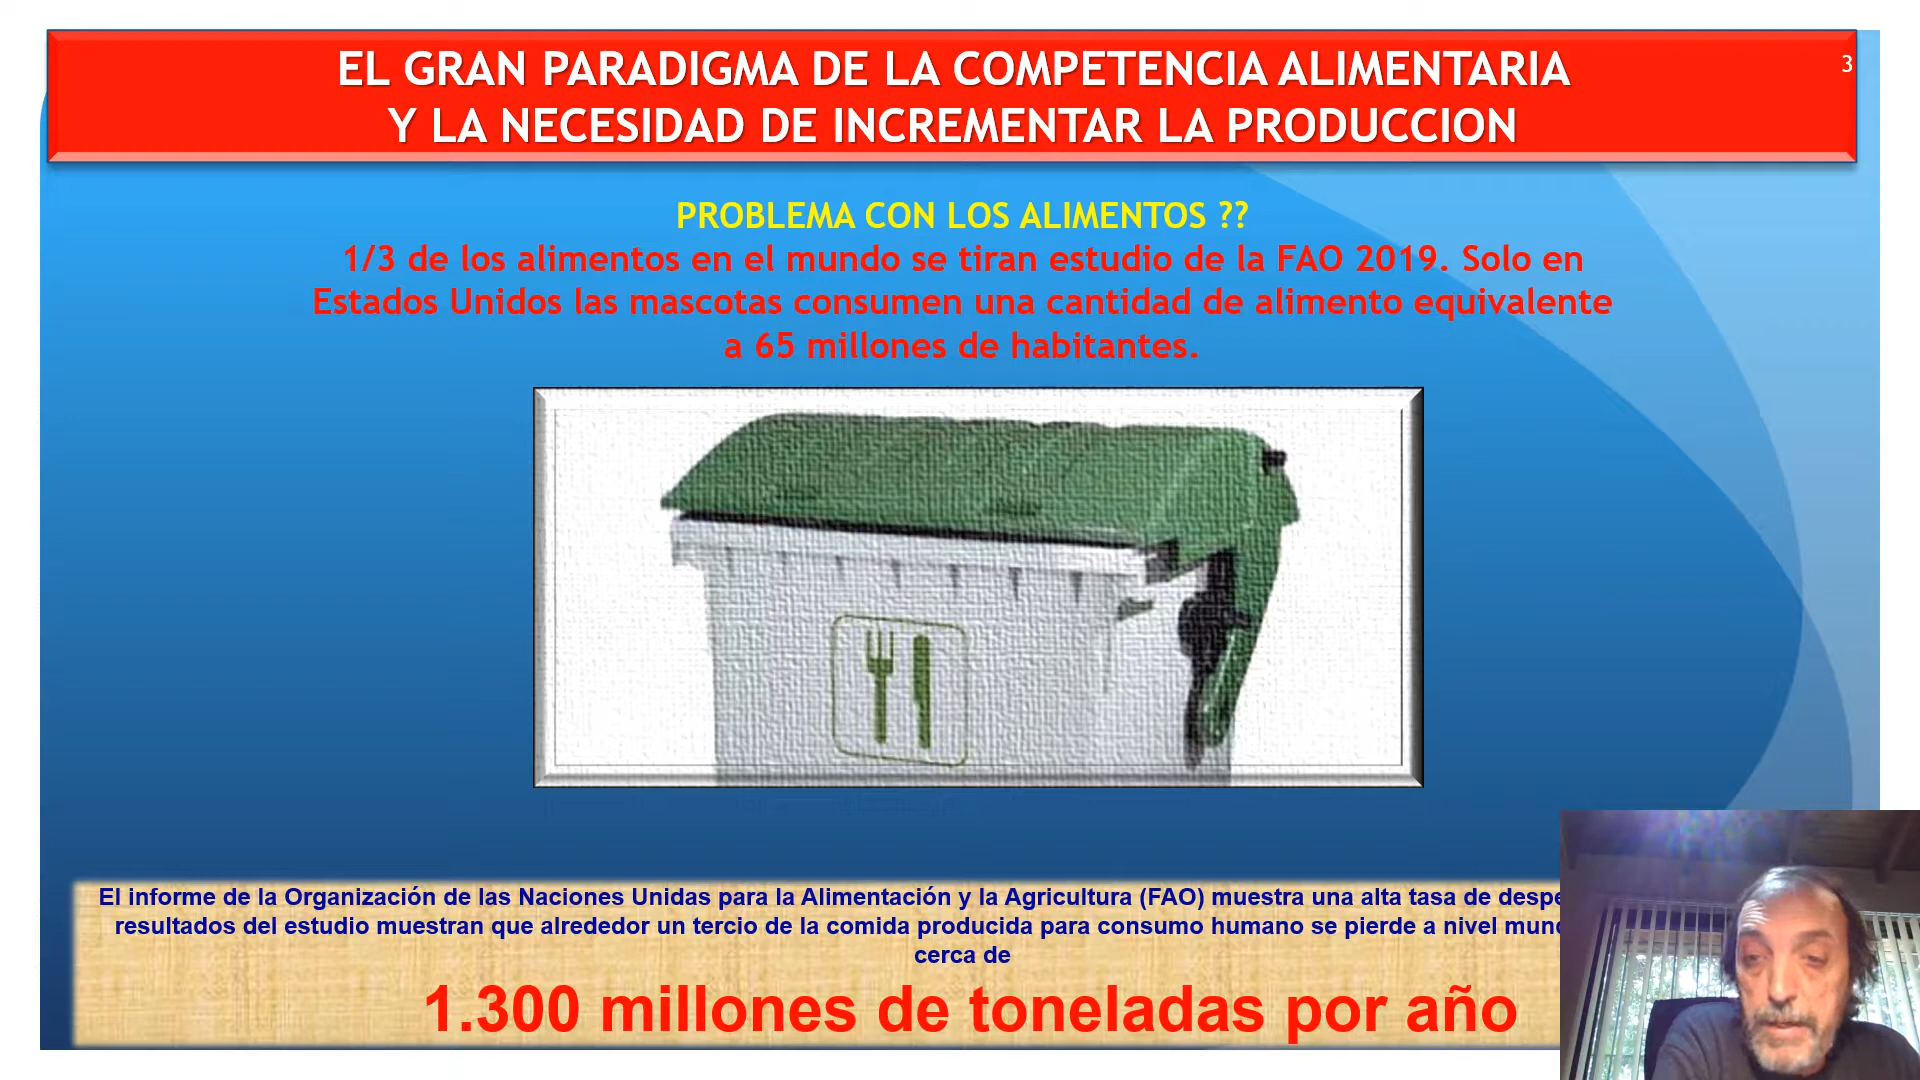 EL GRAN PARADIGMA DE LA COMPETENCIA ALIMENTARIA
Y LA NECESIDAD DE INCREMENTAR LA PRODUCCION
3
PROBLEMA CON LOS ALIMENTOS ??
1/3 de los alimentos en el mundo se tiran estudio de la FAO 2019. Solo en
Estados Unidos las mascotas consumen una cantidad de alimento equivalente
a 65 millones de habitantes.
El informe de la Organización de las Naciones Unidas para la Alimentación y la Agricultura (FAO) muestra una alta tasa de
resultados del estudio muestran que alrededor un tercio de la comida producida para consumo humano se pierde a nivel
cerca de
1.300 millones de toneladas por año